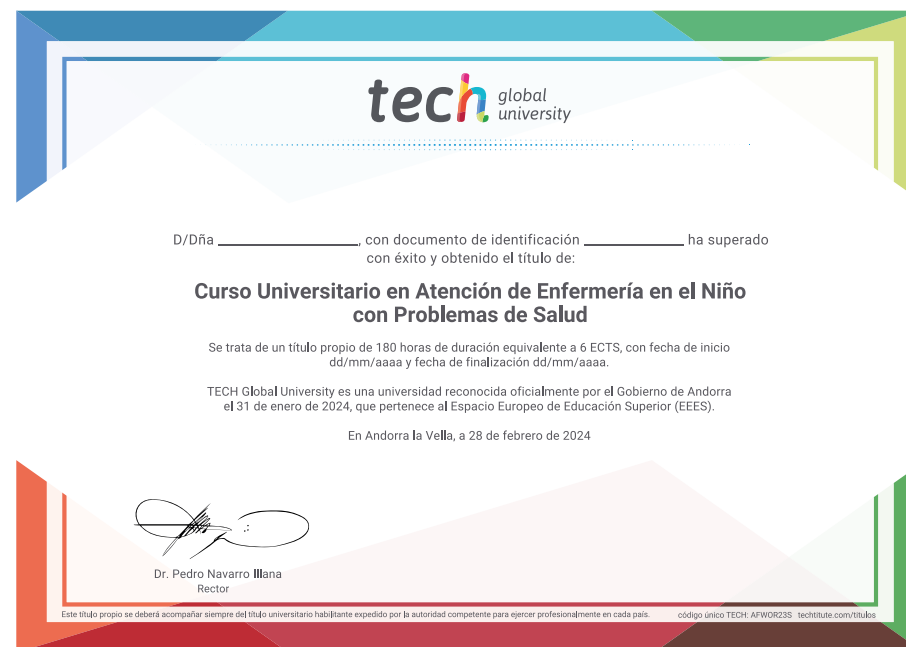 tech global university
D/Dña ____________________, con documento de identificación ______________ ha superado
con éxito y obtenido el título de:
Curso Universitario en Atención de Enfermería en el Niño
con Problemas de Salud
Se trata de un título propio de 180 horas de duración equivalente a 6 ECTS, con fecha de inicio
dd/mm/aaaa y fecha de finalización dd/mm/aaaa.
TECH Global University es una universidad reconocida oficialmente por el Gobierno de Andorra
el 31 de enero de 2024, que pertenece al Espacio Europeo de Educación Superior (EEES).
En Andorra la Vella, a 28 de febrero de 2024
Dr. Pedro Navarro Illana
Rector
Este título propio se deberá acompañar siempre del título universitario habilitante expedido por la autoridad competente para ejercer profesionalmente en cada país. código único TECH: AFWOR23S techtitute.com/titulos